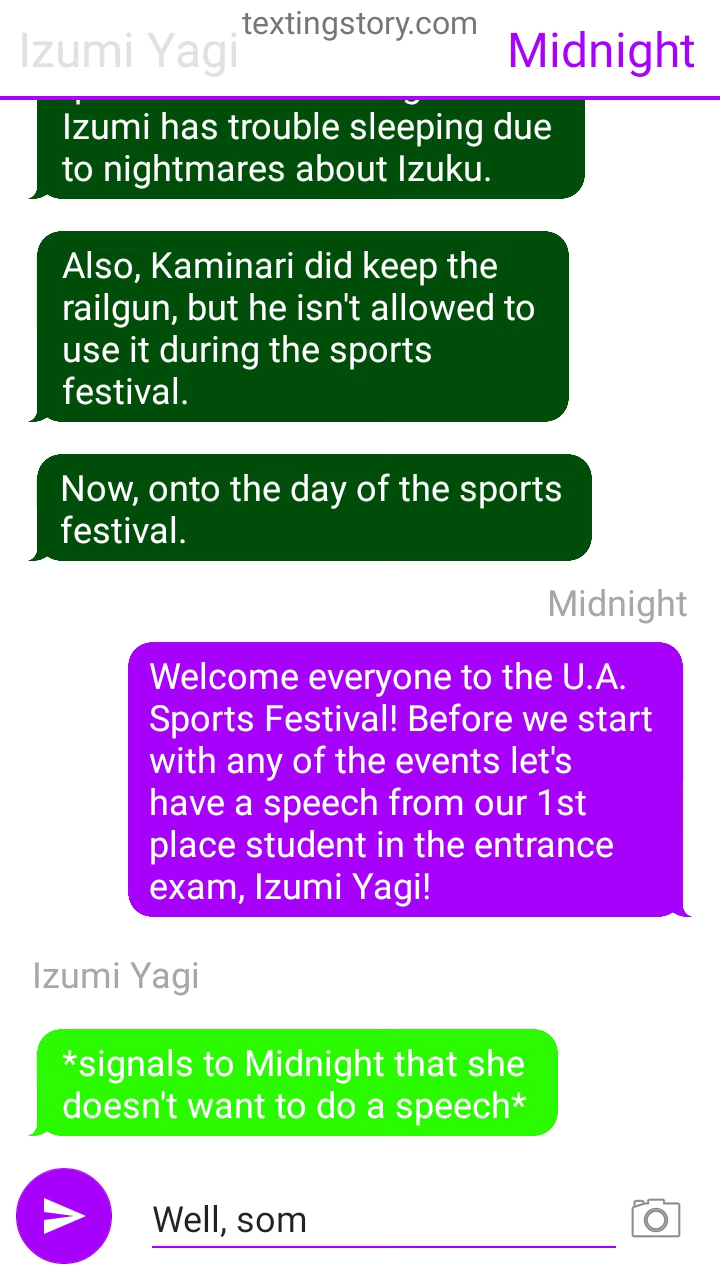 textingstory.com
Izumi Yagi
Midnight
Izumi has trouble sleeping due
to nightmares about Izuku.
Also, Kaminari did keep the
railgun, but he isn't allowed to
use it during the sports
festival.
Now, onto the day of the sports
festival.
Midnight
Welcome everyone to the U.A.
Sports Festival! Before we start
with any of the events let's
have a speech from our 1st
place student in the entrance
exam, Izumi Yagi!
Izumi Yagi
*signals to Midnight that she
doesn't want to do a speech*
Well, som